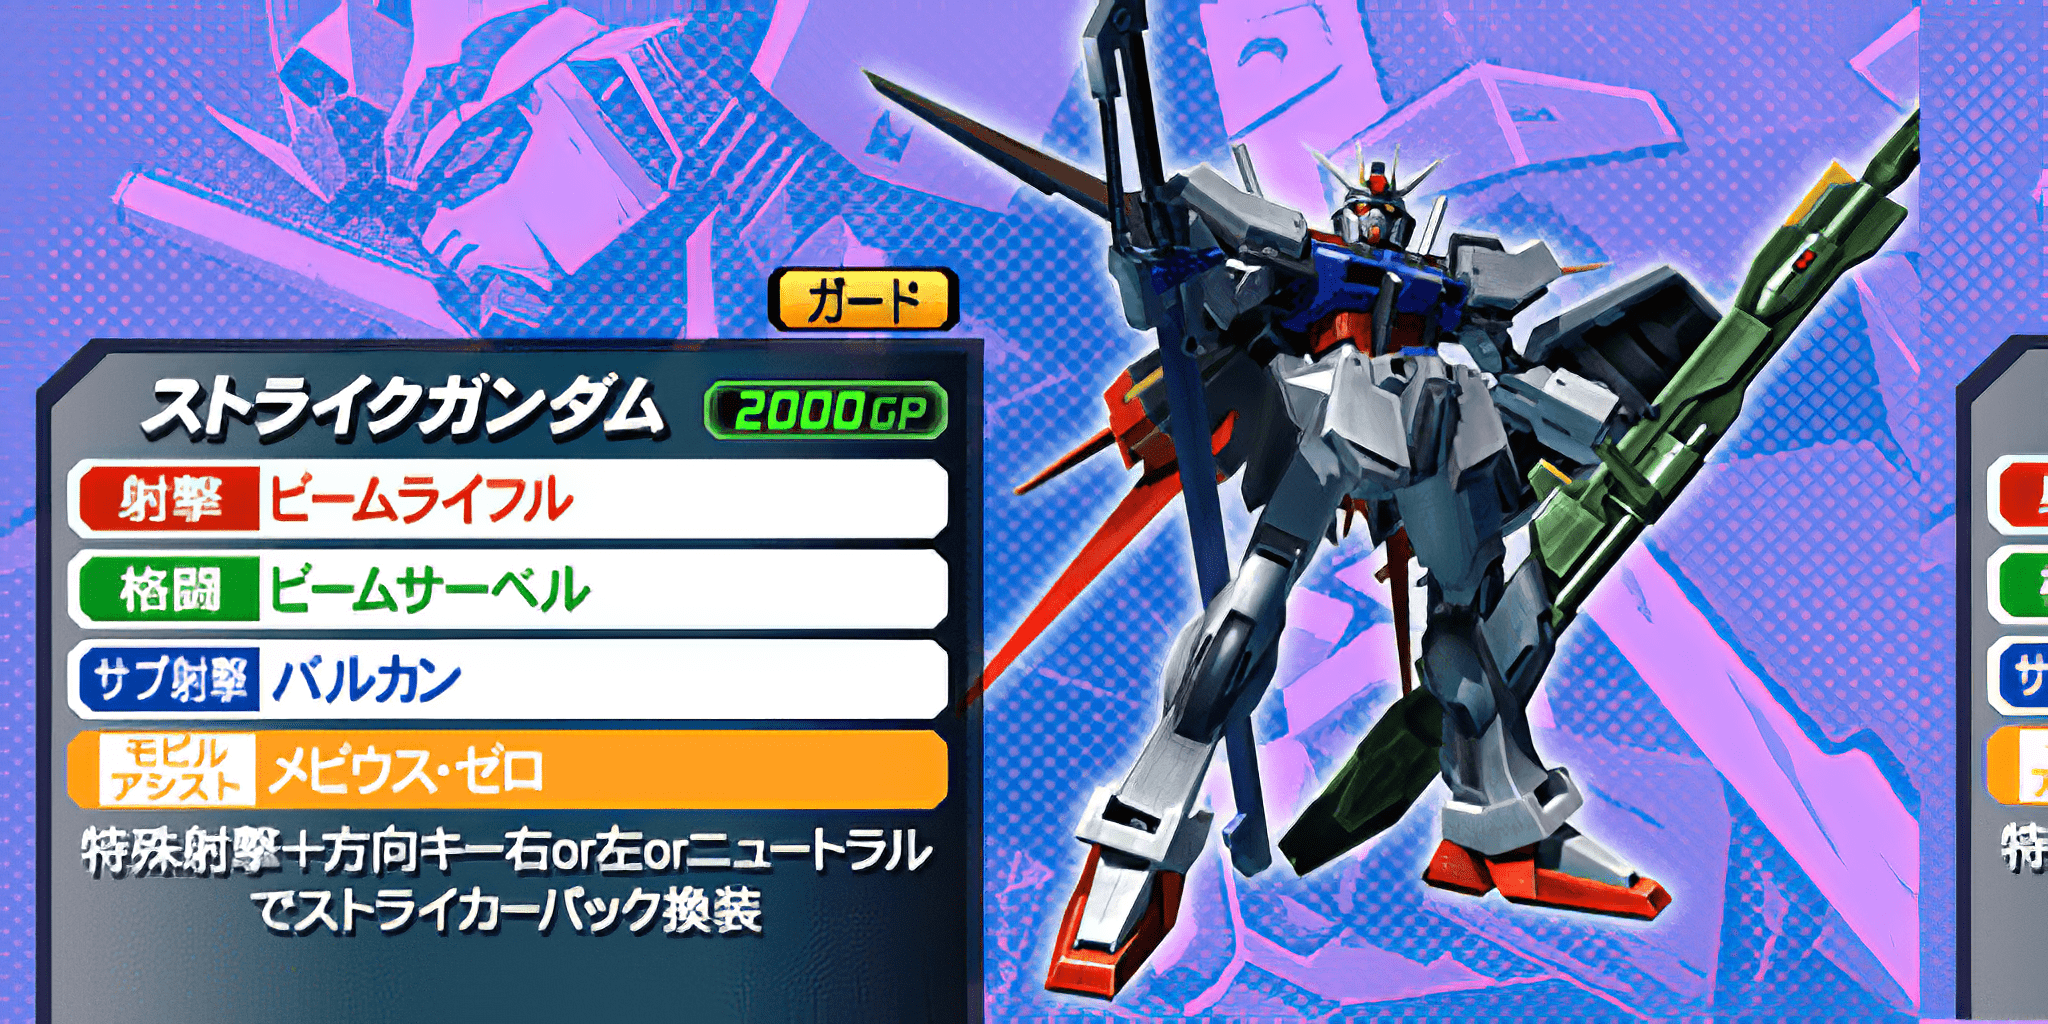 ガード
ストライクガンダム 2000GP
射撃 ビームライフル
格闘 ビームサーベル
サブ射撃 バルカン
モビルアシスト メビウス・ゼロ
特殊射撃＋方向キー右or左orニュートラル
でストライカーパック換装
サ
特